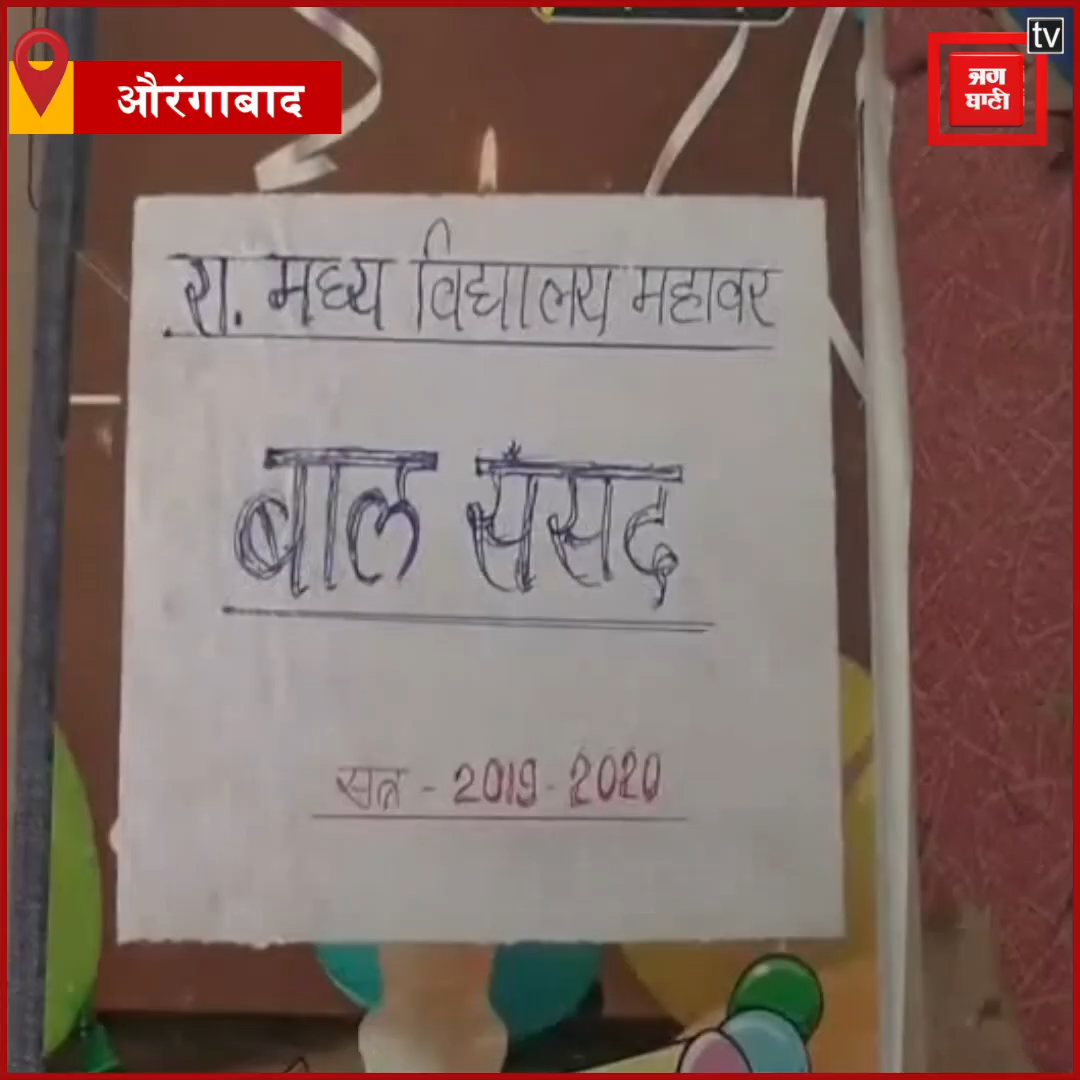 औरंगाबाद
tv
रा. मध्य विद्यालय महावर
बाल संसद
सत्र - 2019-2020